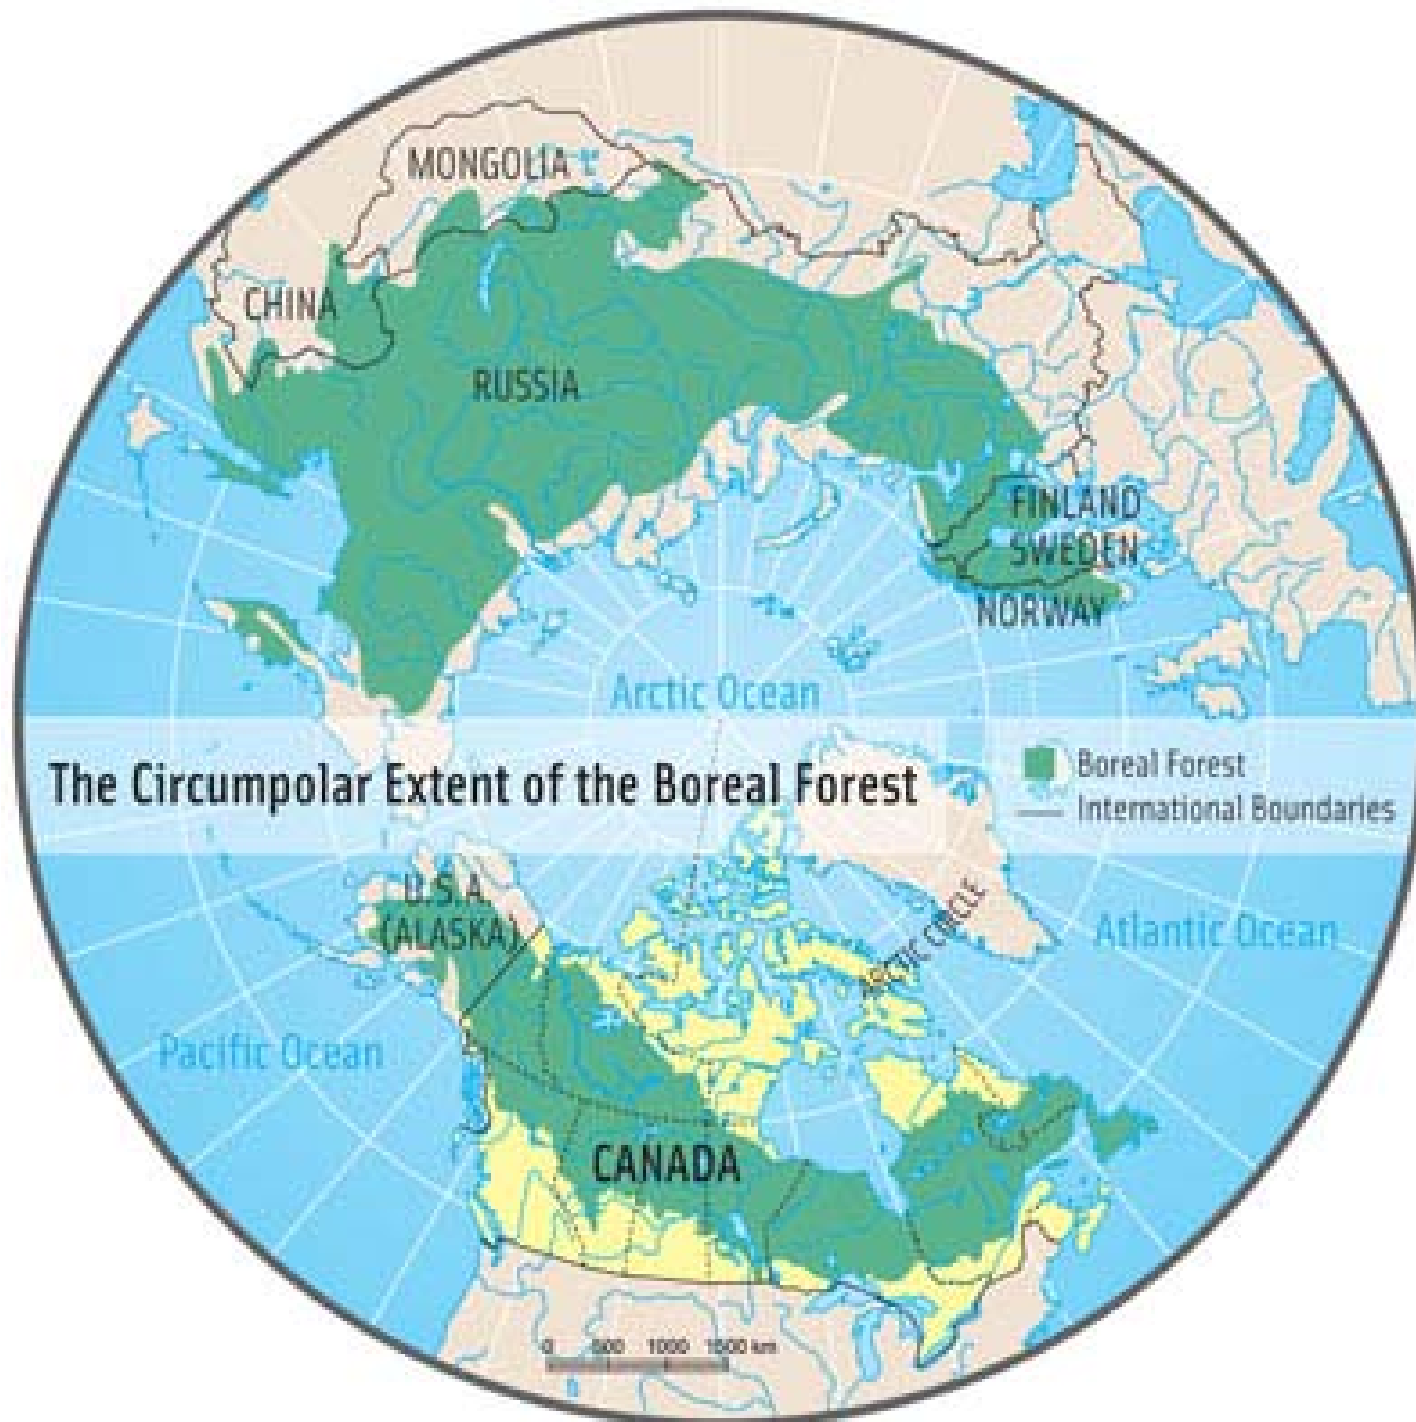 MONGOLIA
CHINA
RUSSIA
FINLAND
SWEDEN
NORWAY
Arctic Ocean
The Circumpolar Extent of the Boreal Forest
Boreal Forest
International Boundaries
U.S.A.
(ALASKA)
ARCTIC CIRCLE
Atlantic Ocean
Pacific Ocean
CANADA
0 500 1000 1500 km